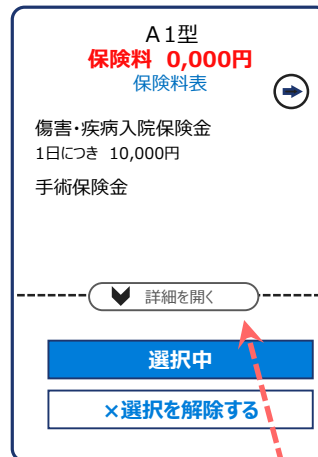 A1型
保険料 0,000円
保険料表
傷害・疾病入院保険金
1日につき 10,000円
手術保険金
詳細を開く
選択中
×選択を解除する